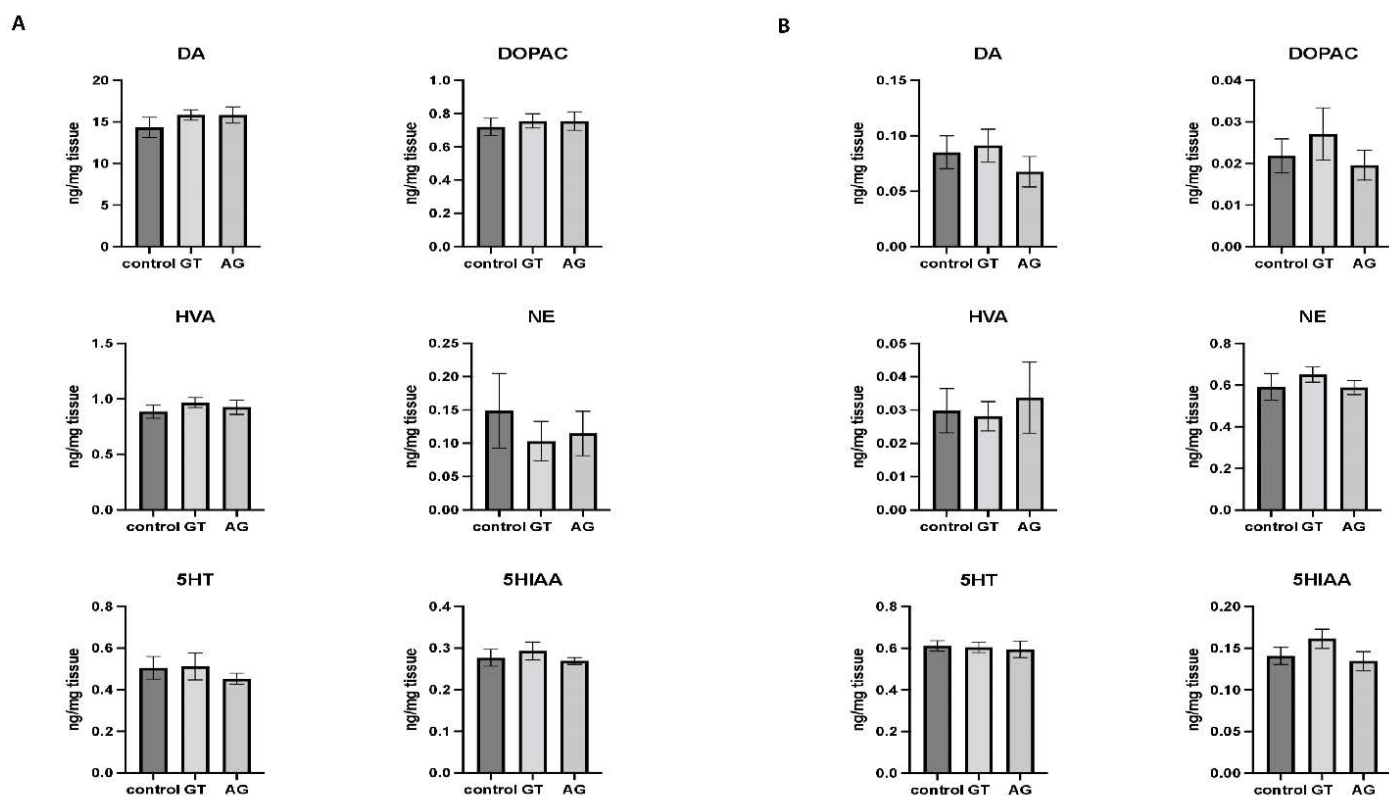 A
DA
20
15
10
5
0
ng/mg tissue
control GT AG
DOPAC
1.0
0.8
0.6
0.4
0.2
0.0
ng/mg tissue
control GT AG
HVA
1.5
1.0
0.5
0.0
ng/mg tissue
control GT AG
NE
0.25
0.20
0.15
0.10
0.05
0.00
ng/mg tissue
control GT AG
5HT
0.8
0.6
0.4
0.2
0.0
ng/mg tissue
control GT AG
5HIAA
0.4
0.3
0.2
0.1
0.0
ng/mg tissue
control GT AG
B
DA
0.15
0.10
0.05
0.00
ng/mg tissue
control GT AG
DOPAC
0.04
0.03
0.02
0.01
0.00
ng/mg tissue
control GT AG
HVA
0.05
0.04
0.03
0.02
0.01
0.00
ng/mg tissue
control GT AG
NE
0.8
0.6
0.4
0.2
0.0
ng/mg tissue
control GT AG
5HT
0.8
0.6
0.4
0.2
0.0
ng/mg tissue
control GT AG
5HIAA
0.20
0.15
0.10
0.05
0.00
ng/mg tissue
control GT AG